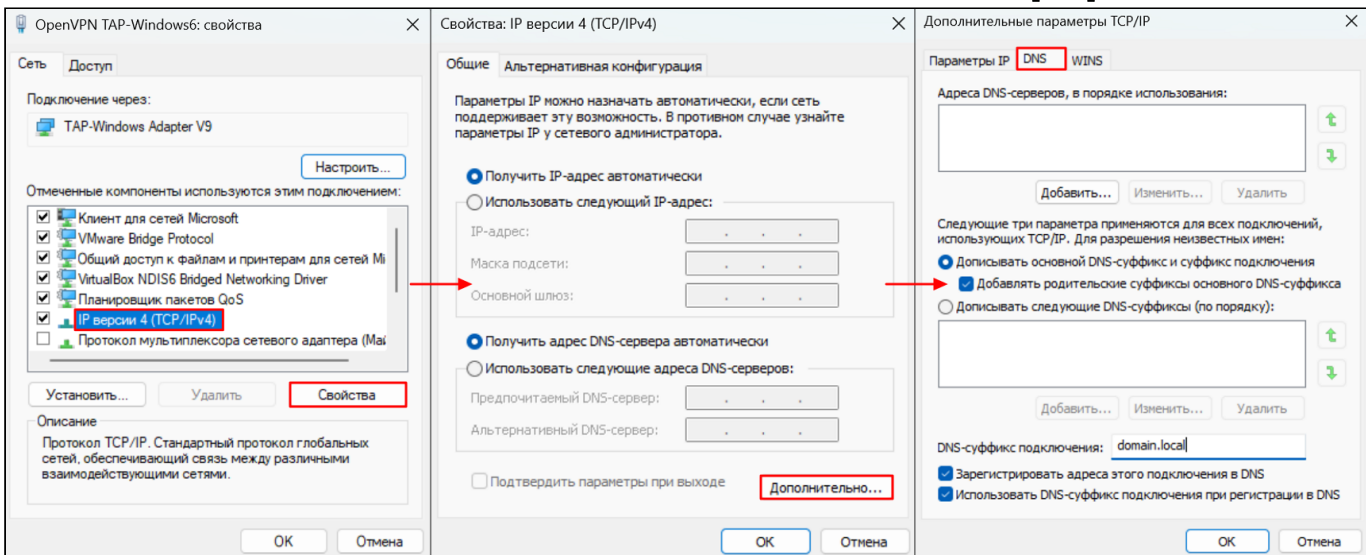 OpenVPN TAP-Windows6: свойства
Сеть Доступ
Подключение через:
TAP-Windows Adapter V9
Настроить...
Отмеченные компоненты используются этим подключением:
Клиент для сетей Microsoft
VMware Bridge Protocol
Общий доступ к файлам и принтерам для сетей Mi
VirtualBox NDIS6 Bridged Networking Driver
Планировщик пакетов QoS
IP версии 4 (TCP/IPv4)
Протокол мультиплексора сетевого адаптера (Май
Установить... Удалить Свойства
Описание
Протокол TCP/IP. Стандартный протокол глобальных
сетей, обеспечивающий связь между различными
взаимодействующими сетями.
OK Отмена
Свойства: IP версии 4 (TCP/IPv4)
Общие Альтернативная конфигурация
Параметры IP можно назначать автоматически, если сеть
поддерживает эту возможность. В противном случае узнайте
параметры IP у сетевого администратора.
Получить IP-адрес автоматически
Использовать следующий IP-адрес:
IP-адрес:
Маска подсети:
Основной шлюз:
Получить адрес DNS-сервера автоматически
Использовать следующие адреса DNS-серверов:
Предпочитаемый DNS-сервер:
Альтернативный DNS-сервер:
Подтвердить параметры при выходе
Дополнительно...
OK Отмена
Дополнительные параметры TCP/IP
Параметры IP DNS WINS
Адреса DNS-серверов, в порядке использования:
Добавить... Изменить... Удалить
Следующие три параметра применяются для всех подключений,
использующих TCP/IP. Для разрешения неизвестных имен:
Дописывать основной DNS-суффикс и суффикс подключения
Добавлять родительские суффиксы основного DNS-суффикса
Дописывать следующие DNS-суффиксы (по порядку):
Добавить... Изменить... Удалить
DNS-суффикс подключения: domain.local
Зарегистрировать адреса этого подключения в DNS
Использовать DNS-суффикс подключения при регистрации в DNS
OK Отмена